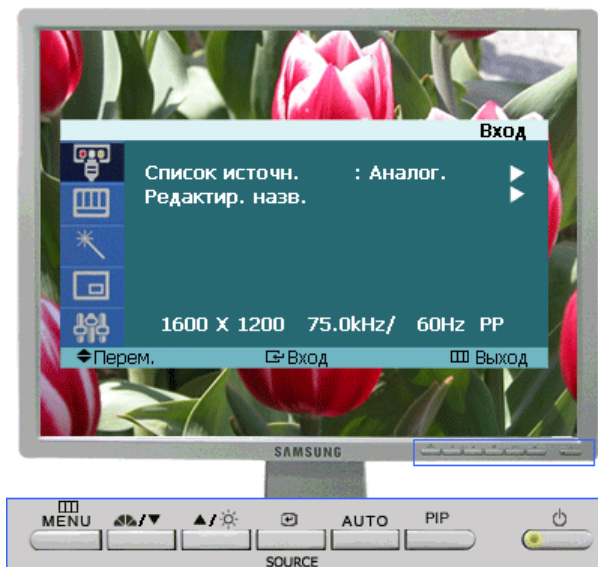 Вход
Список источн. : Аналог.
Редактир. назв.
1600 X 1200 75.0kHz/ 60Hz PP
Перем. Вход Выход
SAMSUNG
MENU / / AUTO PIP
SOURCE